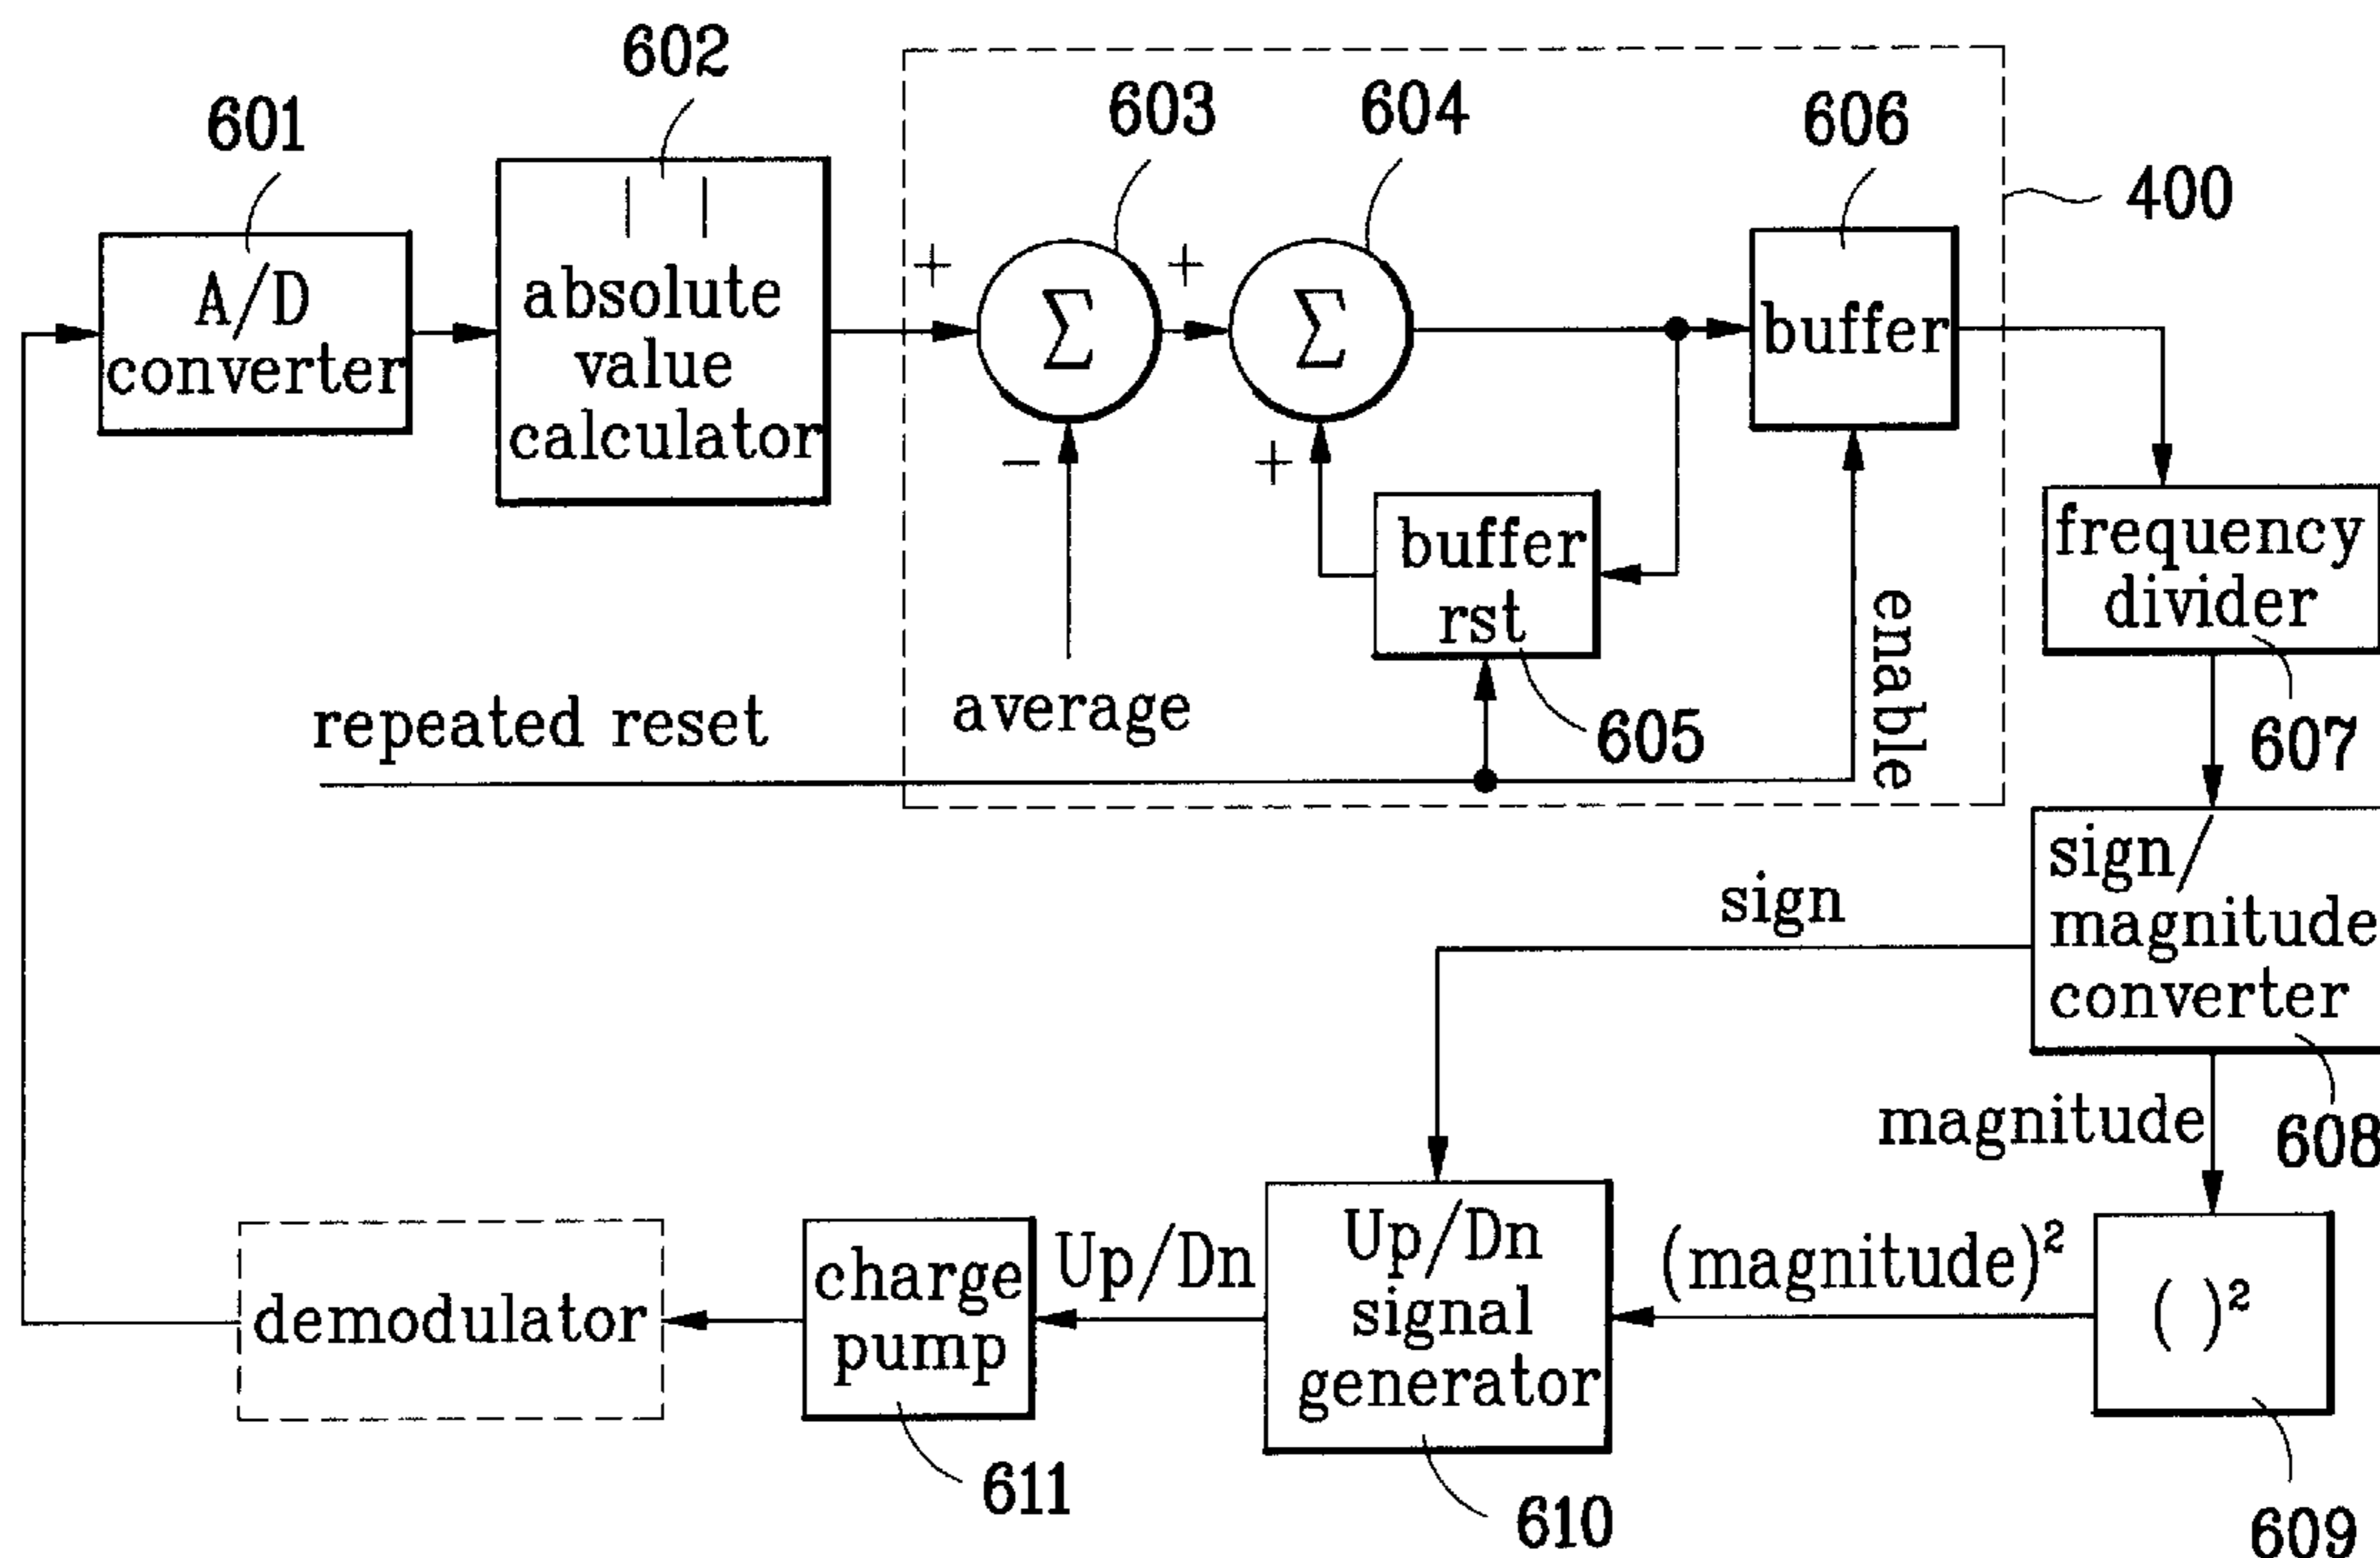 602
603
604
606
601
400
A/D
converter
| |
absolute
value
calculator
+
Σ
+
Σ
buffer
−
+
buffer
rst
frequency
divider
enable
average
repeated reset
605
607
sign/
magnitude
converter
sign
magnitude
608
demodulator
charge
pump
Up/Dn
Up/Dn
signal
generator
(magnitude)²
( )²
611
610
609